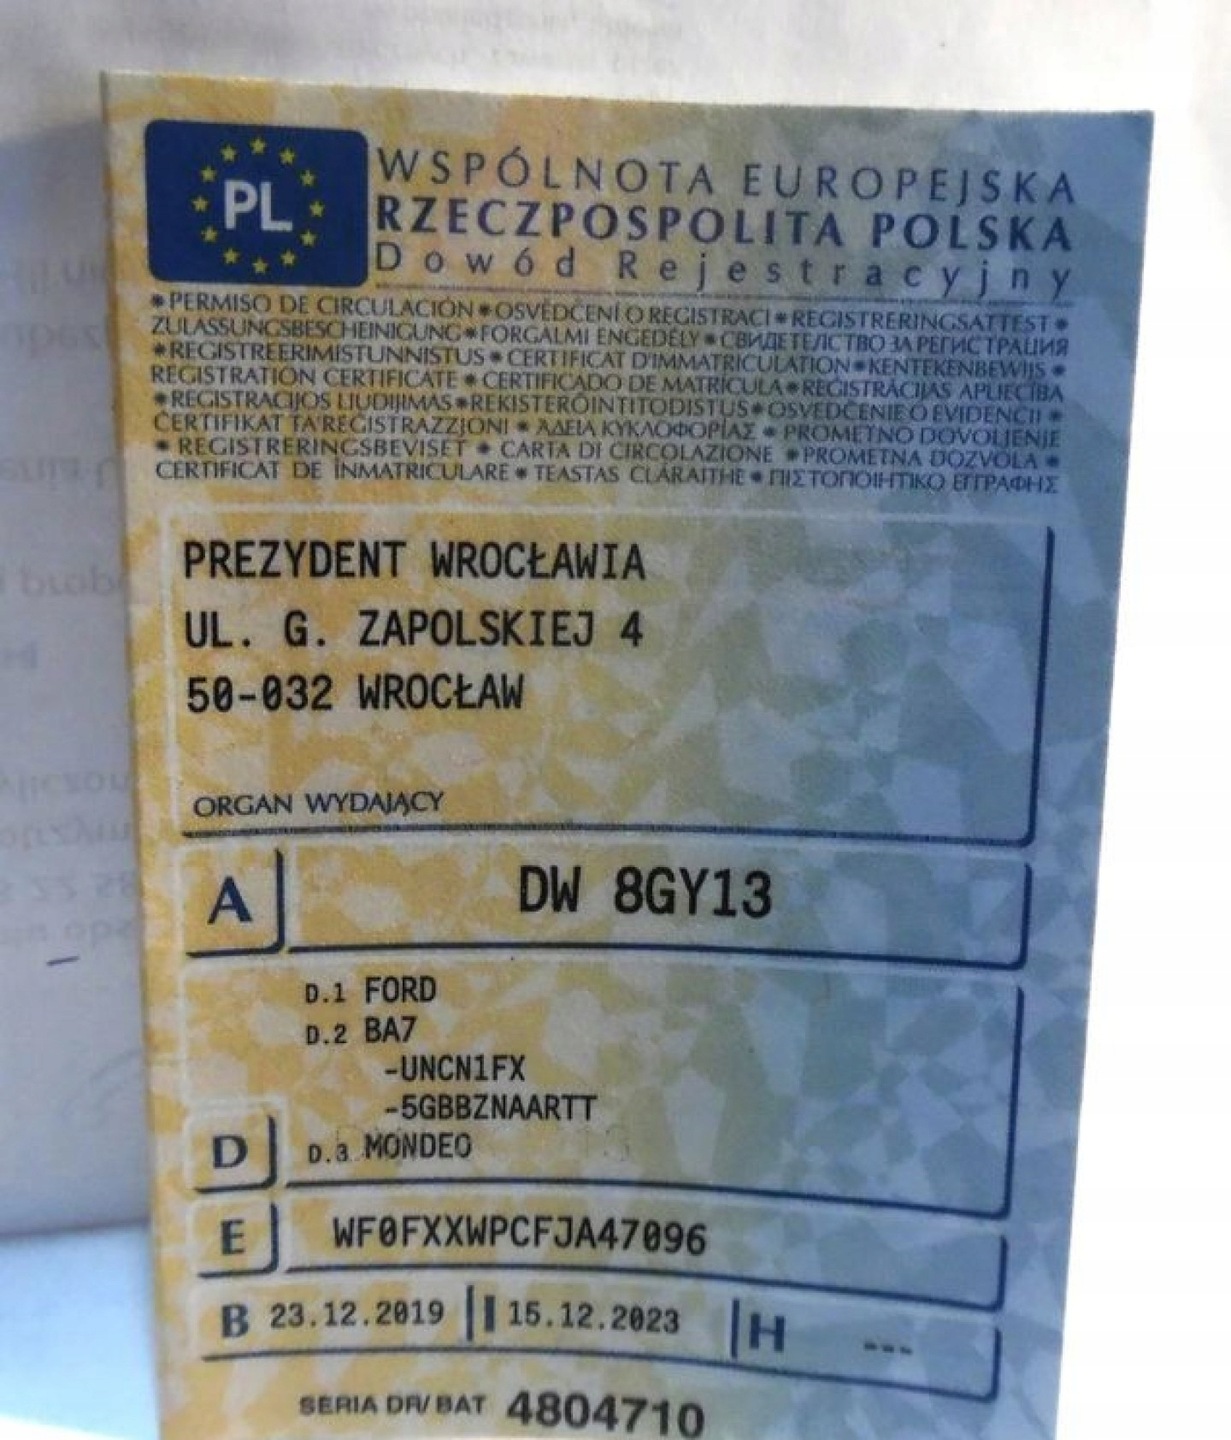 PL
WSPÓLNOTA EUROPEJSKA
RZECZPOSPOLITA POLSKA
Dowód Rejestracyjny
*PERMISO DE CIRCULACIÓN*OSVĚDČENÍ O REGISTRACI*REGISTRERINGSATTEST*
ZULASSUNGSBESCHEINIGUNG*FORGALMI ENGEDÉLY*СВИДЕТЕЛСТВО ЗА РЕГИСТРАЦИЯ
*REGISTREERIMISTUNNISTUS*CERTIFICAT D'IMMATRICULATION*KENTEKENBEWIJS*
REGISTRATION CERTIFICATE*CERTIFICADO DE MATRÍCULA*REĢISTRĀCIJAS APLIECĪBA
*REGISTRACIJOS LIUDIJIMAS*REKISTERÖINTITODISTUS*OSVEDČENIE O EVIDENCII*
ĊERTIFIKAT TA'REĠISTRAZZJONI*ΆΔΕΙΑ ΚΥΚΛΟΦΟΡΊΑΣ*PROMETNO DOVOLJENJE
*REGISTRERINGSBEVISET*CARTA DI CIRCOLAZIONE*PROMETNA DOZVOLA*
CERTIFICAT DE ÎNMATRICULARE*TEASTAS CLÁRAITHE*ΠΙΣΤΟΠΟΙΗΤΙΚΟ ΕΓΓΡΑΦΗΣ
PREZYDENT WROCŁAWIA
UL. G. ZAPOLSKIEJ 4
50-032 WROCŁAW
ORGAN WYDAJĄCY
A DW 8GY13
D.1 FORD
D.2 BA7
-UNCN1FX
-5GBBZNAARTT
D D.3 MONDEO
E WF0FXXWPCFJA47096
B 23.12.2019 I 15.12.2023 H ---
SERIA DR/BAT 4804710